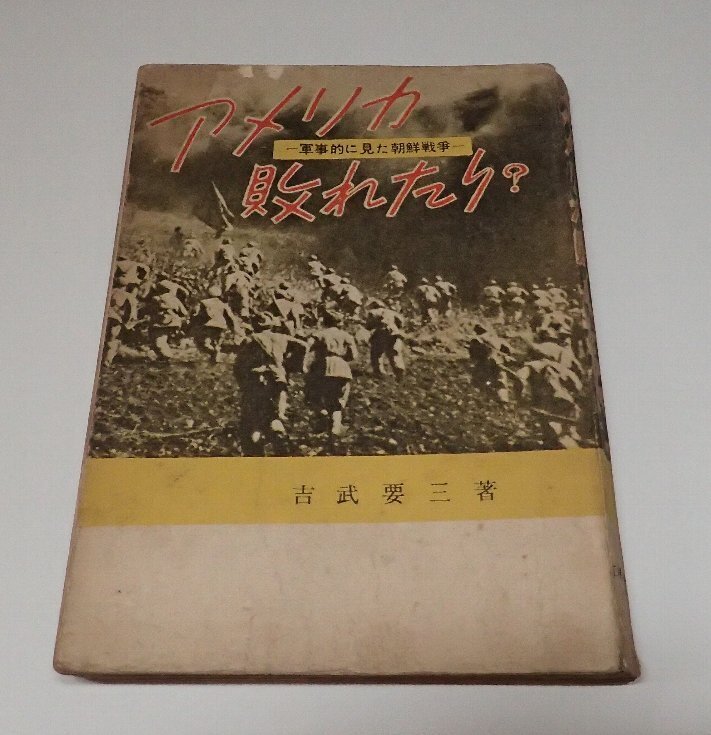 アメリカ
—軍事的に見た朝鮮戦爭—
敗れたり？
吉武要三著